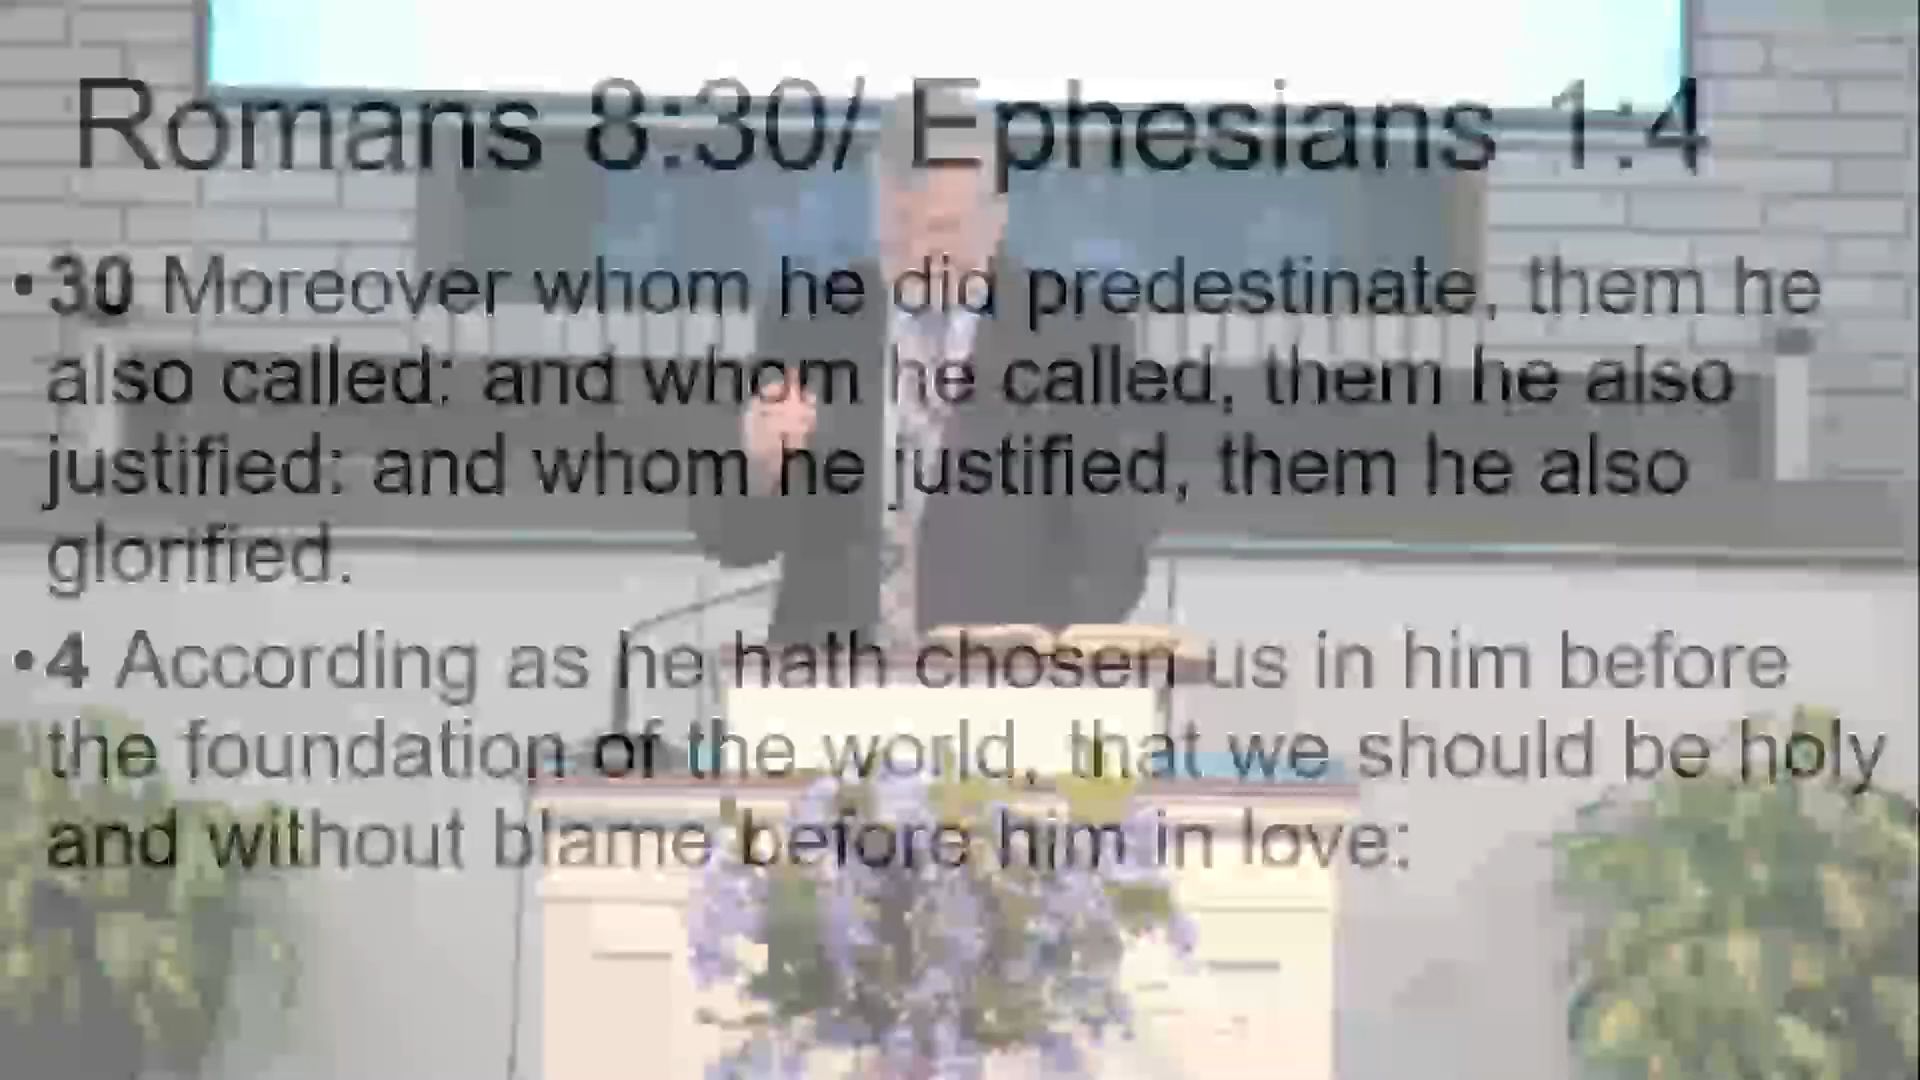 Romans 8:30/ Ephesians 1:4
•30 Moreover whom he did predestinate, them he
also called: and whom he called, them he also
justified: and whom he justified, them he also
glorified.
•4 According as he hath chosen us in him before
the foundation of the world, that we should be holy
and without blame before him in love: